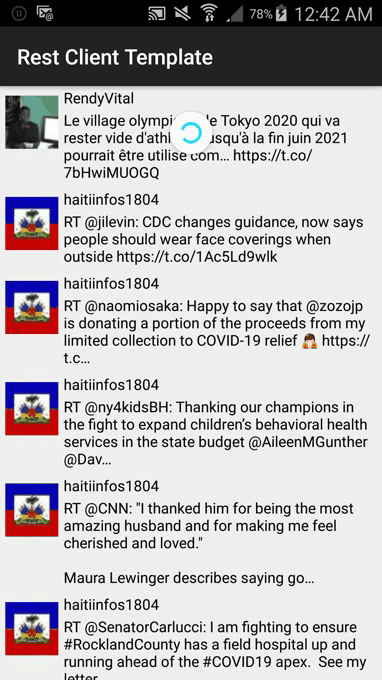 78% 12:42 AM
Rest Client Template
RendyVital
Le village olympi le Tokyo 2020 qui va
rester vide d'ath usqu'à la fin juin 2021
pourrait être utilisé com… https://t.co/
7bHwiMUOGQ
haitiinfos1804
RT @jilevin: CDC changes guidance, now says
people should wear face coverings when
outside https://t.co/1Ac5Ld9wlk
haitiinfos1804
RT @naomiosaka: Happy to say that @zozojp
is donating a portion of the proceeds from my
limited collection to COVID-19 relief 🙇 https://
t.c…
haitiinfos1804
RT @ny4kidsBH: Thanking our champions in
the fight to expand children's behavioral health
services in the state budget @AileenMGunther
@Dav…
haitiinfos1804
RT @CNN: "I thanked him for being the most
amazing husband and for making me feel
cherished and loved."
Maura Lewinger describes saying go…
haitiinfos1804
RT @SenatorCarlucci: I am fighting to ensure
#RocklandCounty has a field hospital up and
running ahead of the #COVID19 apex. See my
letter